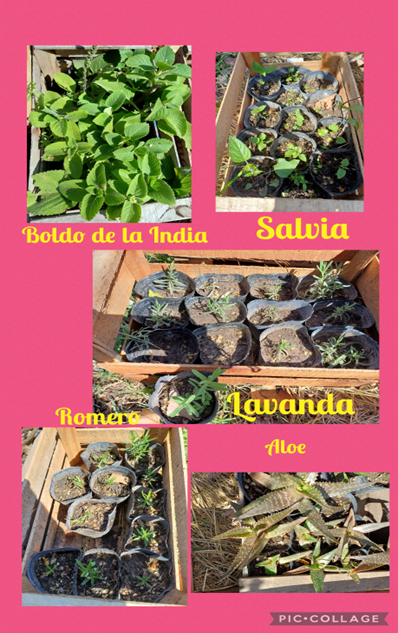 Boldo de la India
Salvia
Lavanda
Romero
Aloe
PIC•COLLAGE